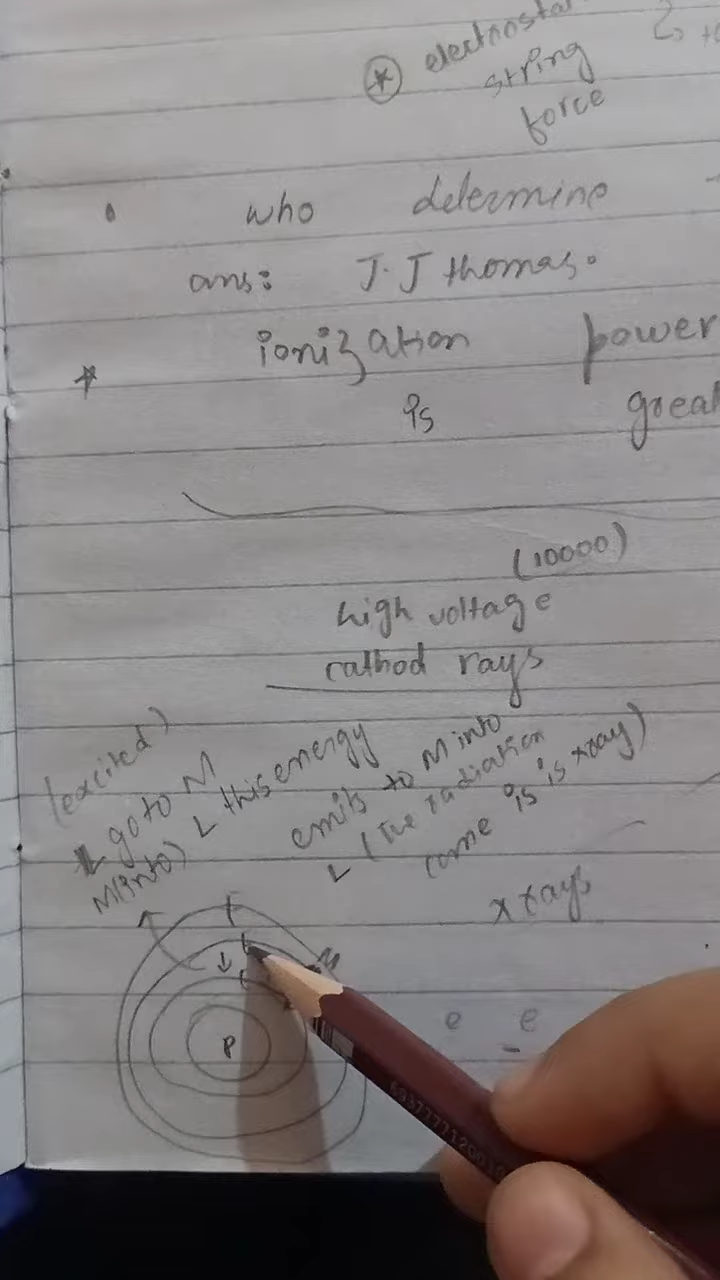 * electrosta
string
force
who determine
ans: J.J thomas.
ionization power
is great
(10000)
high voltage
cathod rays
(excited)
L go to M L this energy
M(into) emits to M into
L (the radiation
come is is xray)
x rays
P
e e